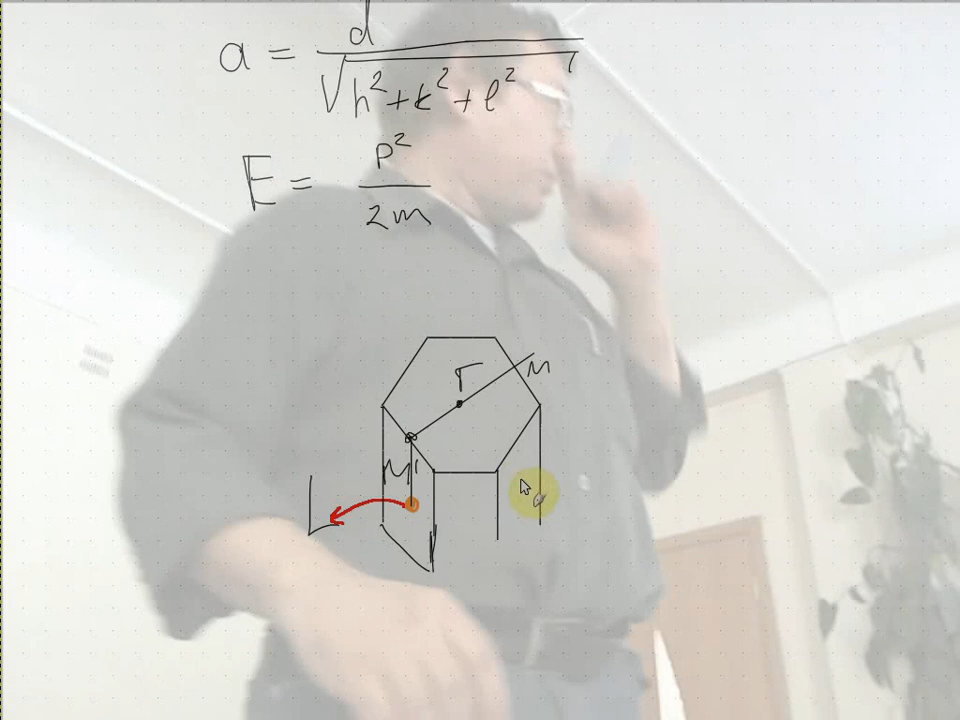 a = d / √(h² + k² + l²)
E = p² / 2m
Γ
M
M'
L